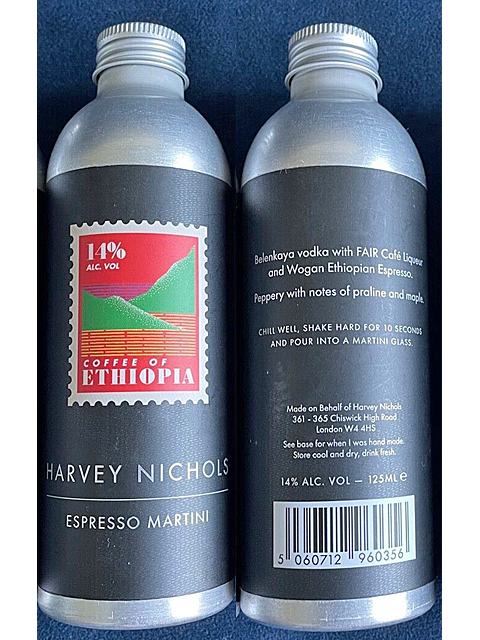 14%
ALC. VOL
COFFEE OF
ETHIOPIA
HARVEY NICHOLS
ESPRESSO MARTINI
Belenkaya vodka with FAIR Café Liqueur
and Wogan Ethiopian Espresso.
Peppery with notes of praline and maple.
CHILL WELL, SHAKE HARD FOR 10 SECONDS
AND POUR INTO A MARTINI GLASS.
Made on Behalf of Harvey Nichols
361 - 365 Chiswick High Road
London W4 4HS
See base for when I was hand made.
Store cool and dry, drink fresh.
14% ALC. VOL — 125ML ℮
5 060712 960356